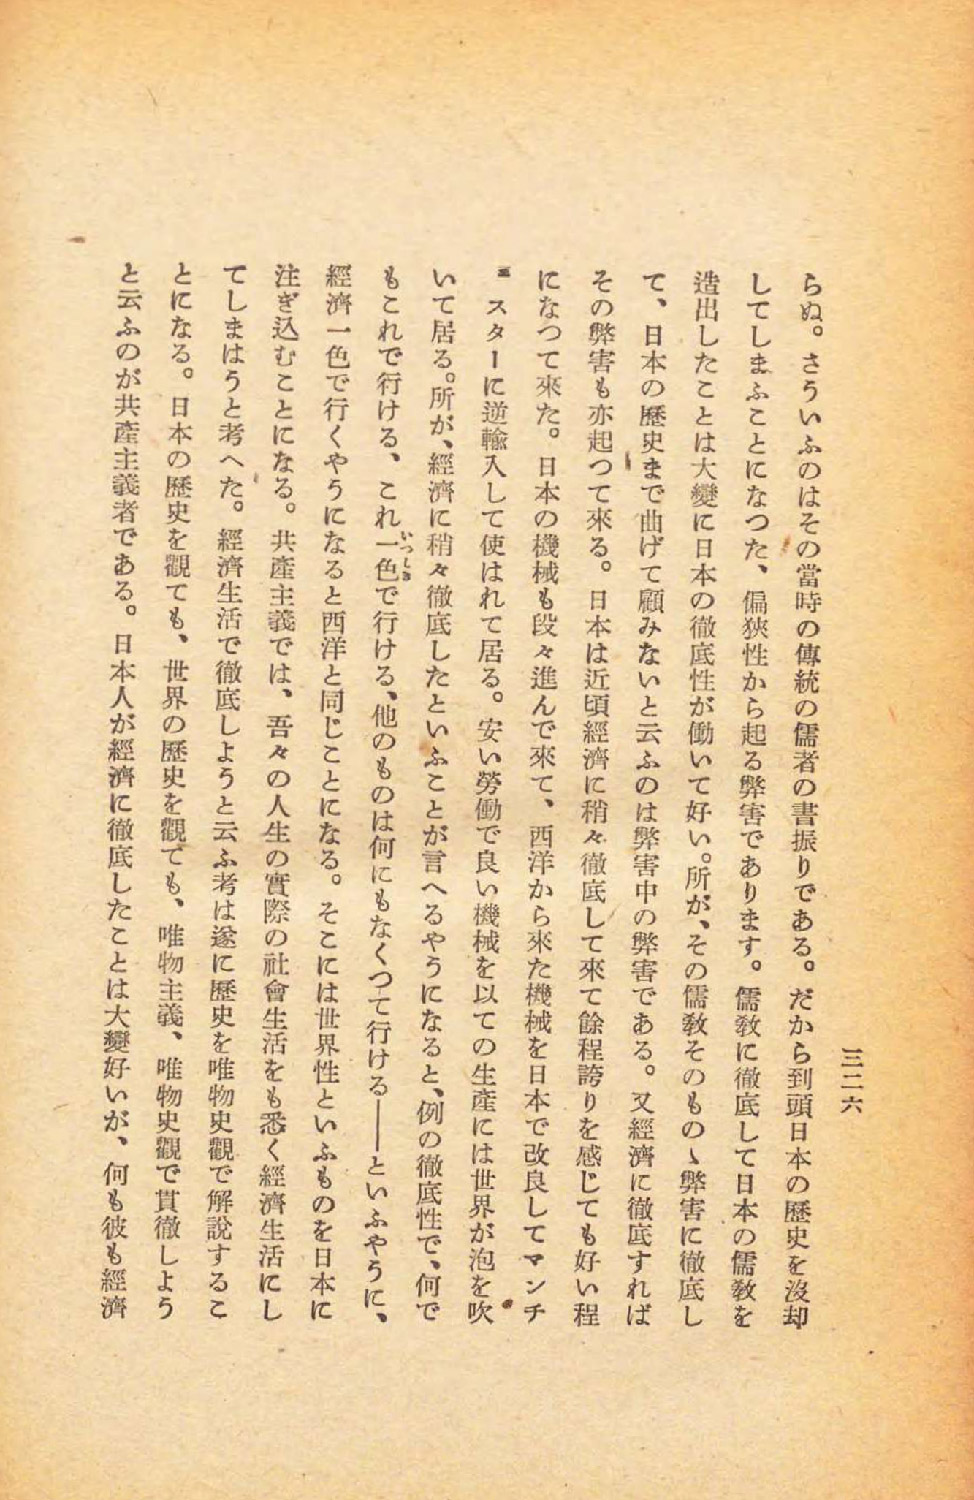 三二六
らぬ。さういふのはその當時の傳統の儒者の書振りである。だから到頭日本の歴史を沒却
してしまふことになつた、偏狹性から起る弊害であります。儒教に徹底して日本の儒教を
造出したことは大變に日本の徹底性が働いて好い。所が、その儒教そのものゝ弊害に徹底し
て、日本の歴史まで曲げて顧みないと云ふのは弊害中の弊害である。又經濟に徹底すれば
その弊害も亦起つて來る。日本は近頃經濟に稍々徹底して來て餘程誇りを感じても好い程
になつて來た。日本の機械も段々進んで來て、西洋から來た機械を日本で改良してマンチ
ェスターに逆輸入して使はれて居る。安い勞働で良い機械を以ての生産には世界が泡を吹
いて居る。所が、經濟に稍々徹底したといふことが言へるやうになると、例の徹底性で、何で
もこれで行ける、これ一色で行ける、他のものは何にもなくつて行ける――といふやうに、
經濟一色で行くやうになると西洋と同じことになる。そこには世界性といふものを日本に
注ぎ込むことになる。共產主義では、吾々の人生の實際の社會生活をも悉く經濟生活にし
てしまはうと考へた。經濟生活で徹底しようと云ふ考は遂に歴史を唯物史觀で解說するこ
とになる。日本の歴史を觀ても、世界の歴史を觀ても、唯物主義、唯物史觀で貫徹しよう
と云ふのが共產主義者である。日本人が經濟に徹底したことは大變好いが、何も彼も經濟